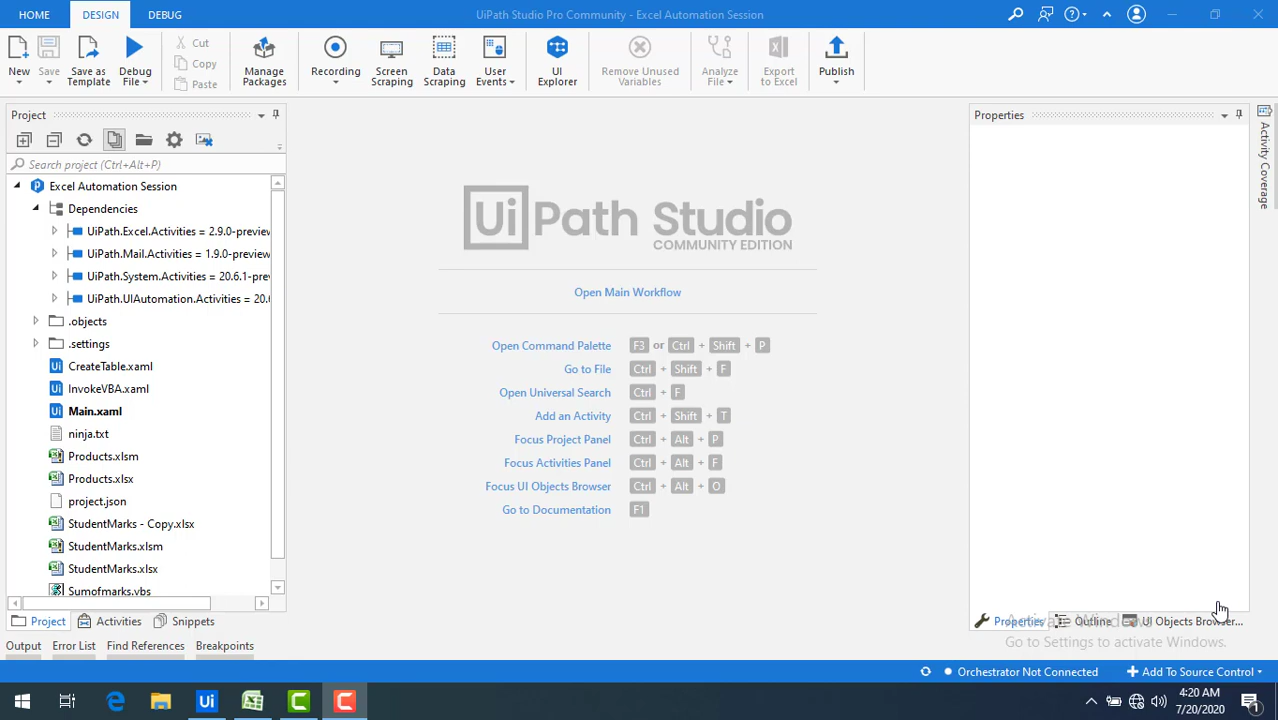 HOME DESIGN DEBUG UiPath Studio Pro Community - Excel Automation Session
New Save Save as Template Debug File Cut Copy Paste Manage Packages Recording Screen Scraping Data Scraping User Events UI Explorer Remove Unused Variables Analyze File Export to Excel Publish
Project
Search project (Ctrl+Alt+P)
Excel Automation Session
Dependencies
UiPath.Excel.Activities = 2.9.0-preview
UiPath.Mail.Activities = 1.9.0-preview
UiPath.System.Activities = 20.6.1-pre
UiPath.UIAutomation.Activities = 20.
.objects
.settings
CreateTable.xaml
InvokeVBA.xaml
Main.xaml
ninja.txt
Products.xlsm
Products.xlsx
project.json
StudentMarks - Copy.xlsx
StudentMarks.xlsm
StudentMarks.xlsx
Sumofmarks.vbs
Project Activities Snippets
Output Error List Find References Breakpoints
UiPath Studio
COMMUNITY EDITION
Open Main Workflow
Open Command Palette F3 or Ctrl + Shift + P
Go to File Ctrl + Shift + F
Open Universal Search Ctrl + F
Add an Activity Ctrl + Shift + T
Focus Project Panel Ctrl + Alt + P
Focus Activities Panel Ctrl + Alt + F
Focus UI Objects Browser Ctrl + Alt + O
Go to Documentation F1
Properties
Activity Coverage
Properties Outline UI Objects Browser...
Activate Windows
Go to Settings to activate Windows.
Orchestrator Not Connected Add To Source Control
4:20 AM
7/20/2020
1